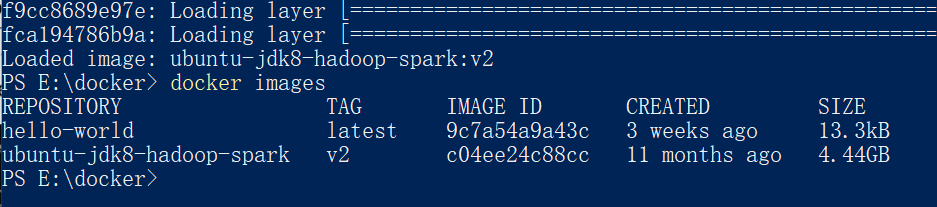 f9cc8689e97e: Loading layer [=================================================
fca194786b9a: Loading layer [=================================================
Loaded image: ubuntu-jdk8-hadoop-spark:v2
PS E:\docker> docker images
REPOSITORY                 TAG       IMAGE ID       CREATED         SIZE
hello-world                latest    9c7a54a9a43c   3 weeks ago     13.3kB
ubuntu-jdk8-hadoop-spark   v2        c04ee24c88cc   11 months ago   4.44GB
PS E:\docker>